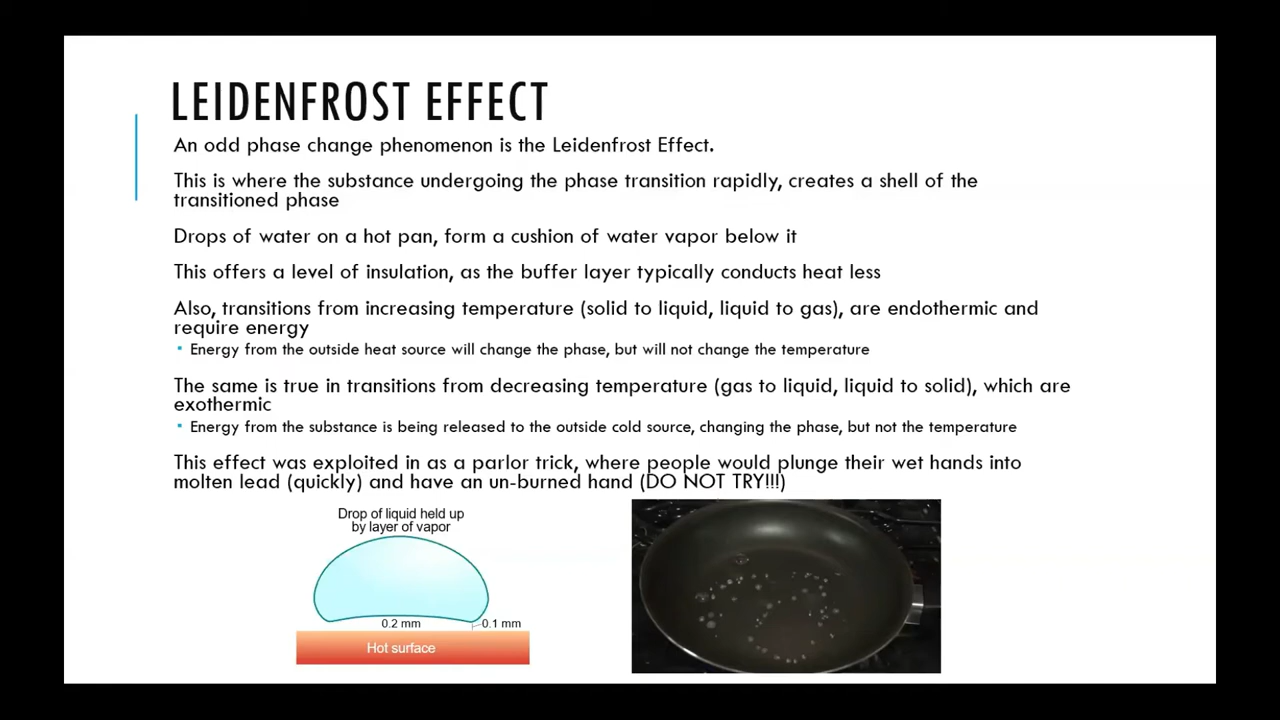 LEIDENFROST EFFECT
An odd phase change phenomenon is the Leidenfrost Effect.
This is where the substance undergoing the phase transition rapidly, creates a shell of the
transitioned phase
Drops of water on a hot pan, form a cushion of water vapor below it
This offers a level of insulation, as the buffer layer typically conducts heat less
Also, transitions from increasing temperature (solid to liquid, liquid to gas), are endothermic and
require energy
▪ Energy from the outside heat source will change the phase, but will not change the temperature
The same is true in transitions from decreasing temperature (gas to liquid, liquid to solid), which are
exothermic
▪ Energy from the substance is being released to the outside cold source, changing the phase, but not the temperature
This effect was exploited in as a parlor trick, where people would plunge their wet hands into
molten lead (quickly) and have an un-burned hand (DO NOT TRY!!!)
Drop of liquid held up
by layer of vapor
0.2 mm
0.1 mm
Hot surface